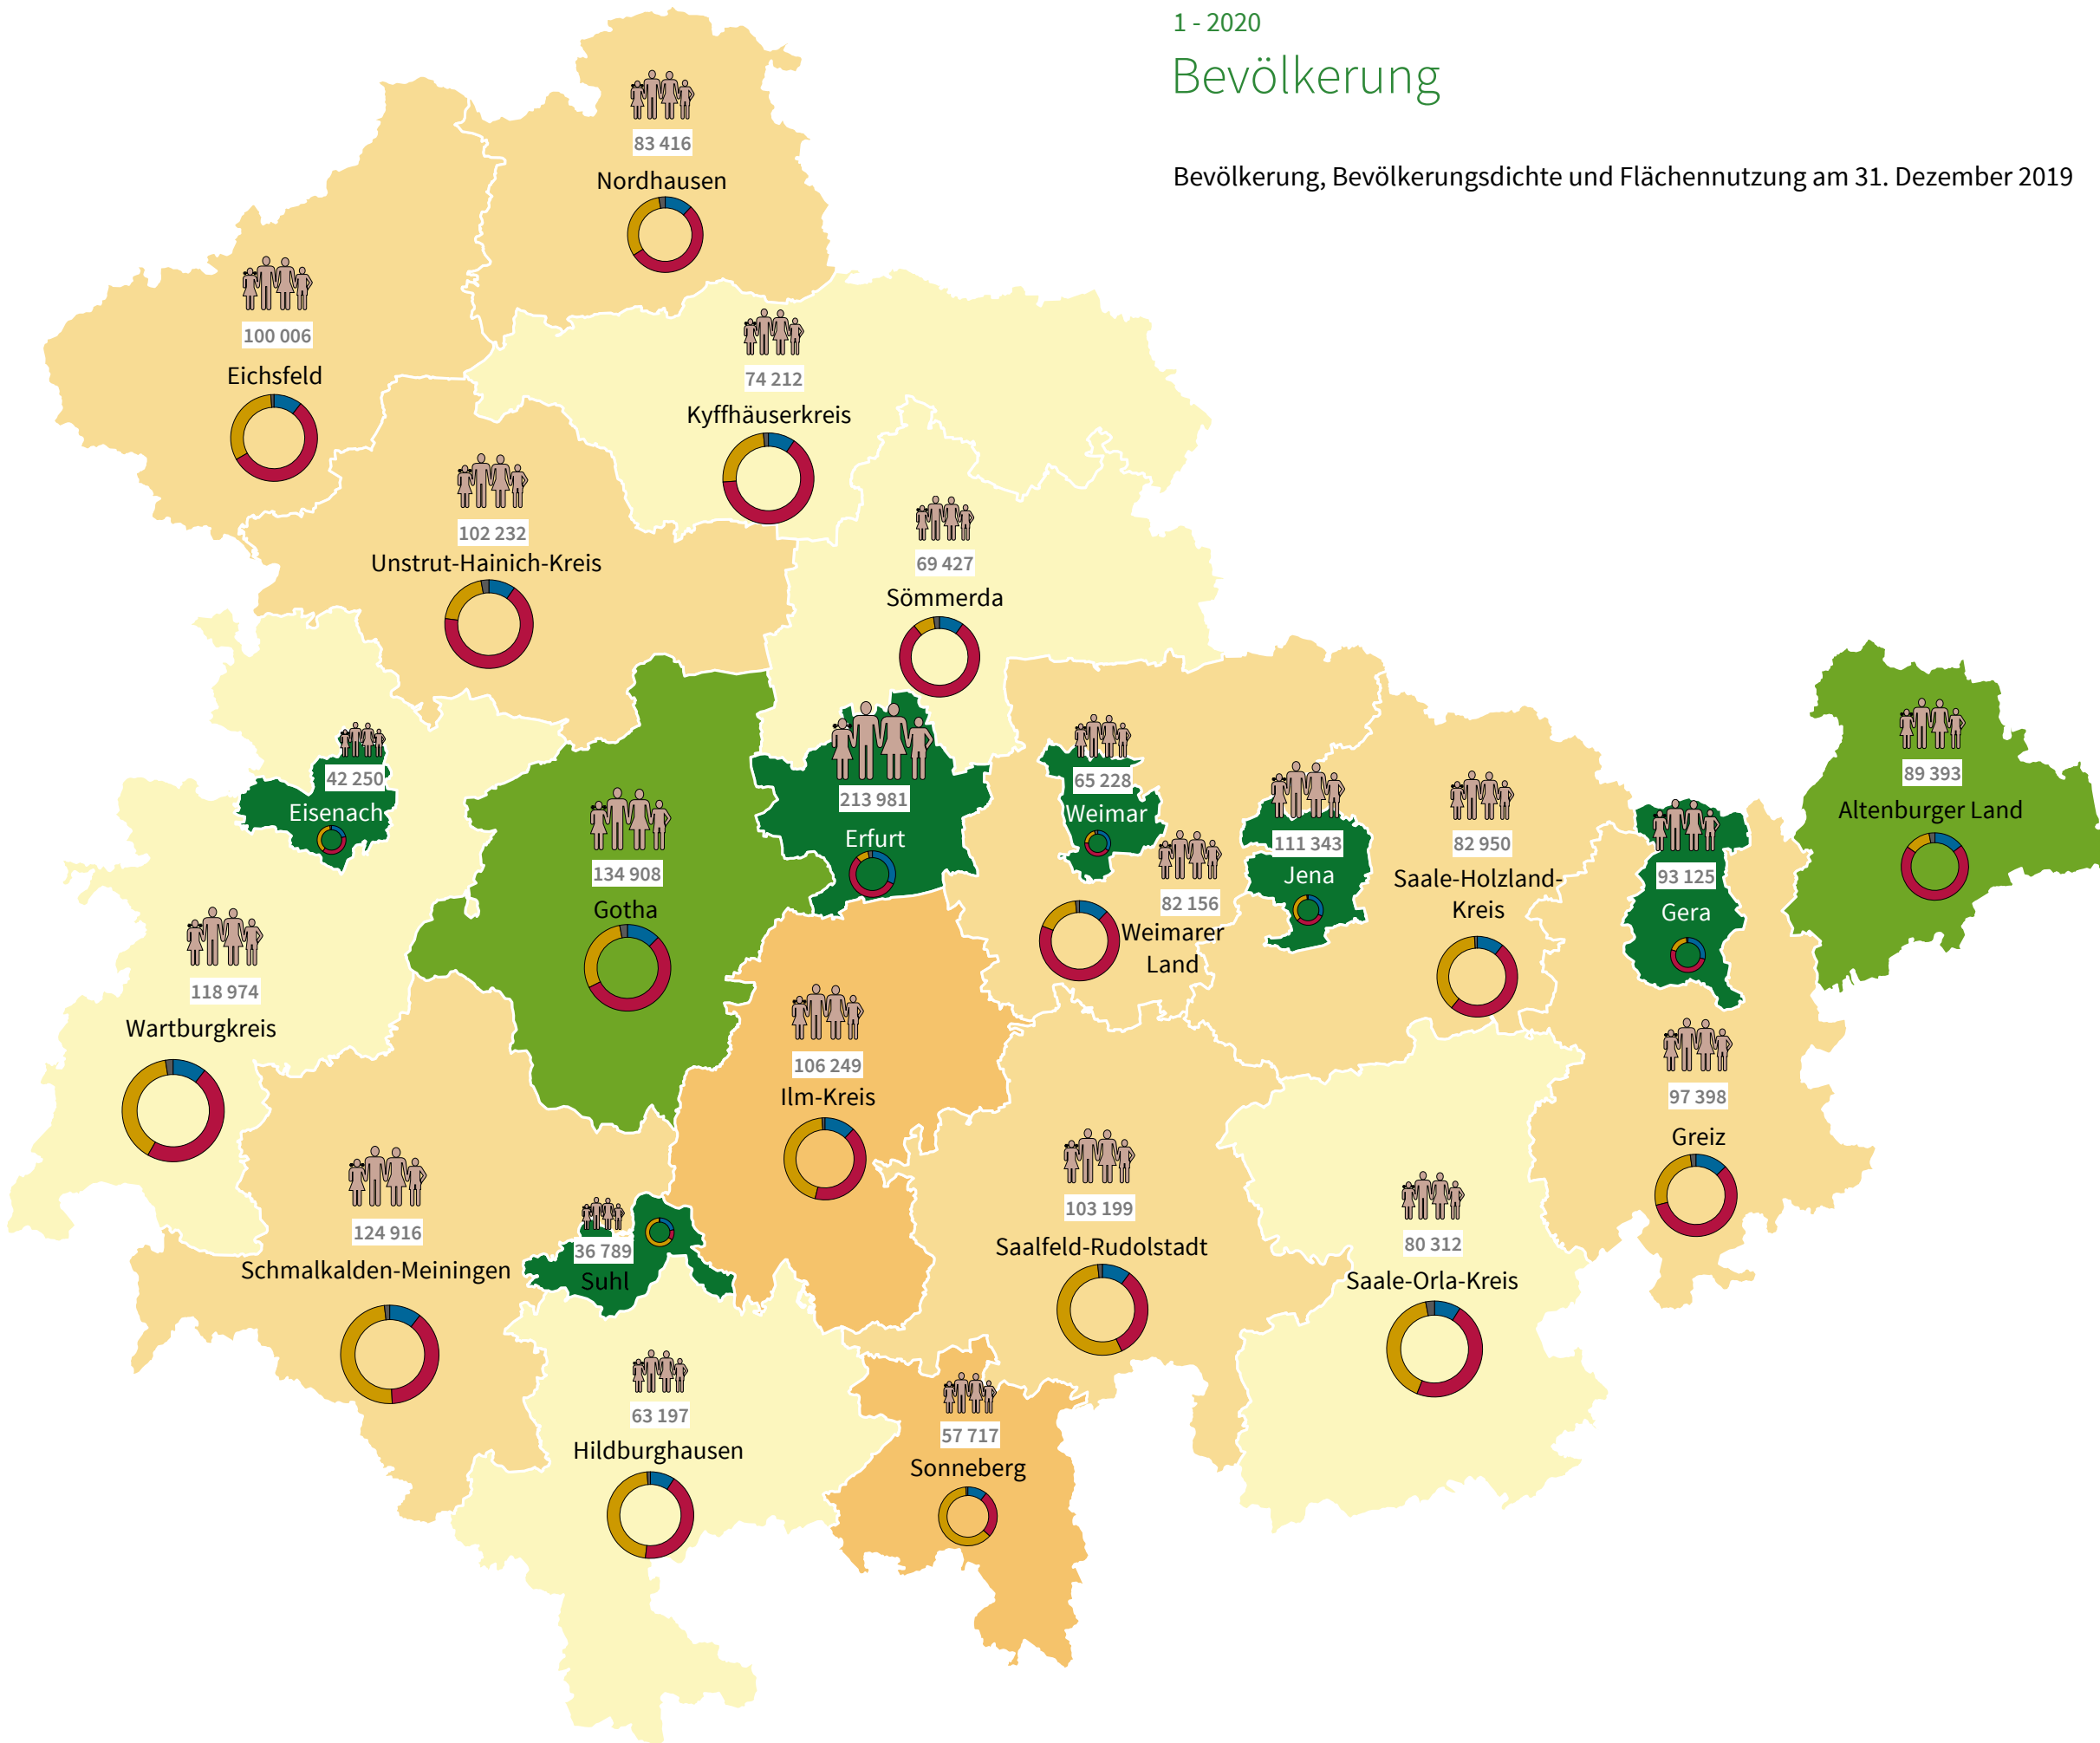 1 - 2020
Bevölkerung
Bevölkerung, Bevölkerungsdichte und Flächennutzung am 31. Dezember 2019
83 416
Nordhausen
100 006
Eichsfeld
74 212
Kyffhäuserkreis
102 232
Unstrut-Hainich-Kreis
69 427
Sömmerda
42 250
Eisenach
213 981
Erfurt
65 228
Weimar
82 156
Weimarer
Land
111 343
Jena
82 950
Saale-Holzland-
Kreis
93 125
Gera
89 393
Altenburger Land
134 908
Gotha
118 974
Wartburgkreis
106 249
Ilm-Kreis
97 398
Greiz
124 916
Schmalkalden-Meiningen
36 789
Suhl
103 199
Saalfeld-Rudolstadt
80 312
Saale-Orla-Kreis
63 197
Hildburghausen
57 717
Sonneberg